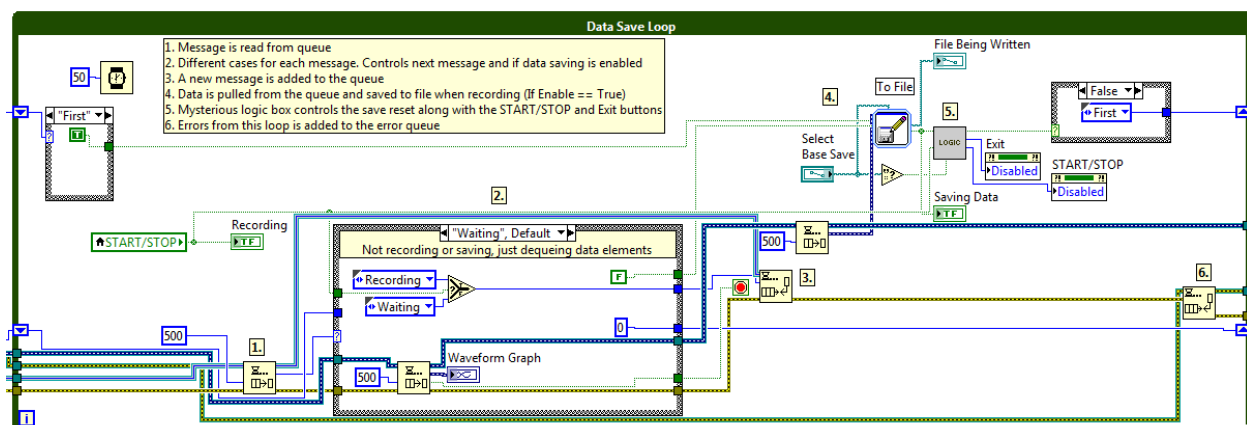 Data Save Loop
1. Message is read from queue
2. Different cases for each message. Controls next message and if data saving is enabled
3. A new message is added to the queue
4. Data is pulled from the queue and saved to file when recording (If Enable == True)
5. Mysterious logic box controls the save reset along with the START/STOP and Exit buttons
6. Errors from this loop is added to the error queue
File Being Written
50
"First"
T
4.
To File
5.
LOGIC
False
First
Select
Base Save
Exit
Disabled
START/STOP
Disabled
Saving Data
TF
2.
Recording
TF
START/STOP
"Waiting", Default
Not recording or saving, just dequeing data elements
Recording
Waiting
F
500
3.
6.
500
1.
0
Waveform Graph
500
i